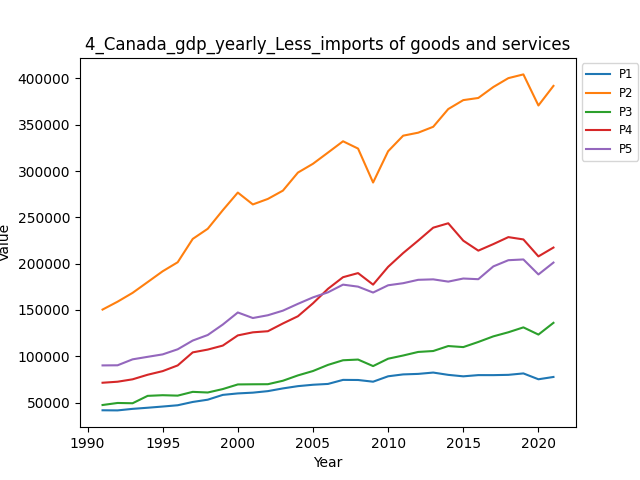 4_Canada_gdp_yearly_Less_imports of goods and services
400000
350000
300000
250000
200000
150000
100000
50000
Value
1990 1995 2000 2005 2010 2015 2020
Year
P1
P2
P3
P4
P5